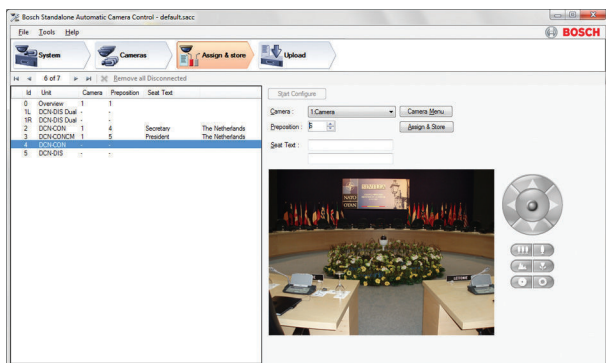 Bosch Standalone Automatic Camera Control - default.sacc
File Tools Help
BOSCH
System
Cameras
Assign & store
Upload
6 of 7
Remove all Disconnected
Id Unit Camera Preposition Seat Text
0 Overview 1 1
1L DCN-DIS Dual - -
1R DCN-DIS Dual - -
2 DCN-CON 1 4 Secretary The Netherlands
3 DCN-CONCM 1 5 President The Netherlands
4 DCN-CON - -
5 DCN-DIS - -
Start Configure
Camera : 1:Camera
Camera Menu
Preposition :
Assign & Store
Seat Text :
NATO
OTAN